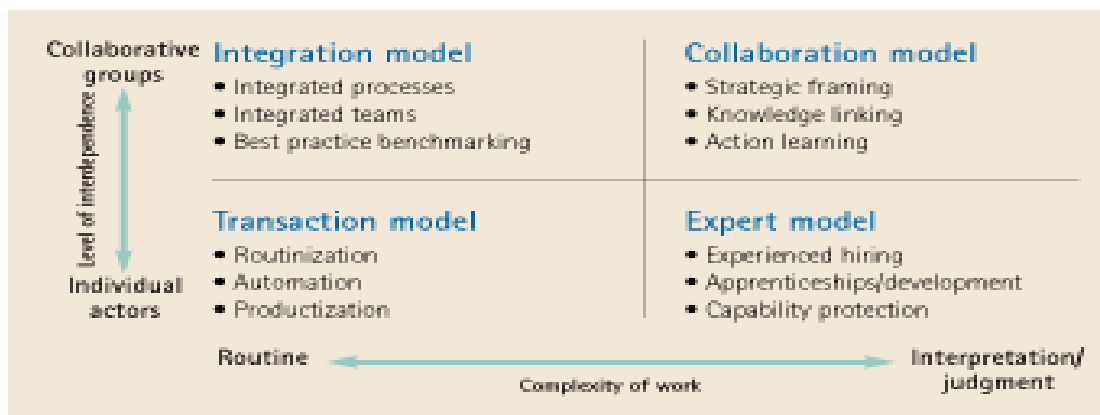 Collaborative
groups
Level of interdependence
Individual
actors
Integration model
• Integrated processes
• Integrated teams
• Best practice benchmarking
Collaboration model
• Strategic framing
• Knowledge linking
• Action learning
Transaction model
• Routinization
• Automation
• Productization
Expert model
• Experienced hiring
• Apprenticeships/development
• Capability protection
Routine
Complexity of work
Interpretation/
judgment